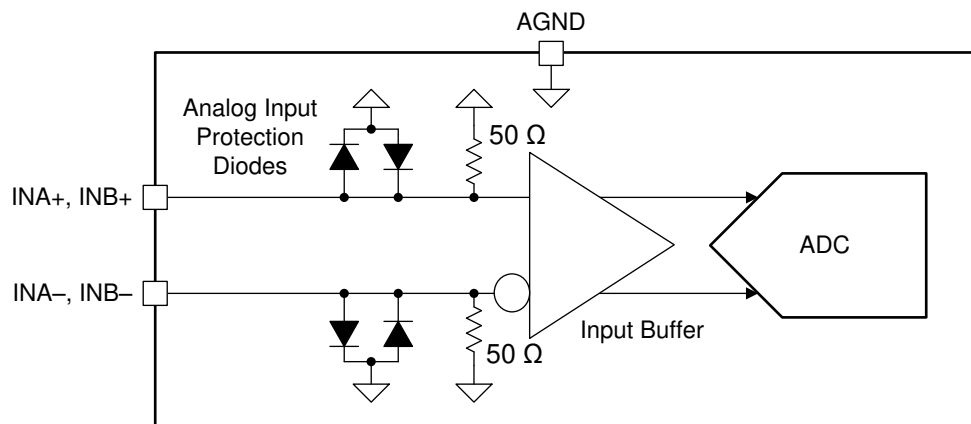 AGND
Analog Input
Protection
Diodes
50 Ω
INA+, INB+
ADC
INA–, INB–
Input Buffer
50 Ω